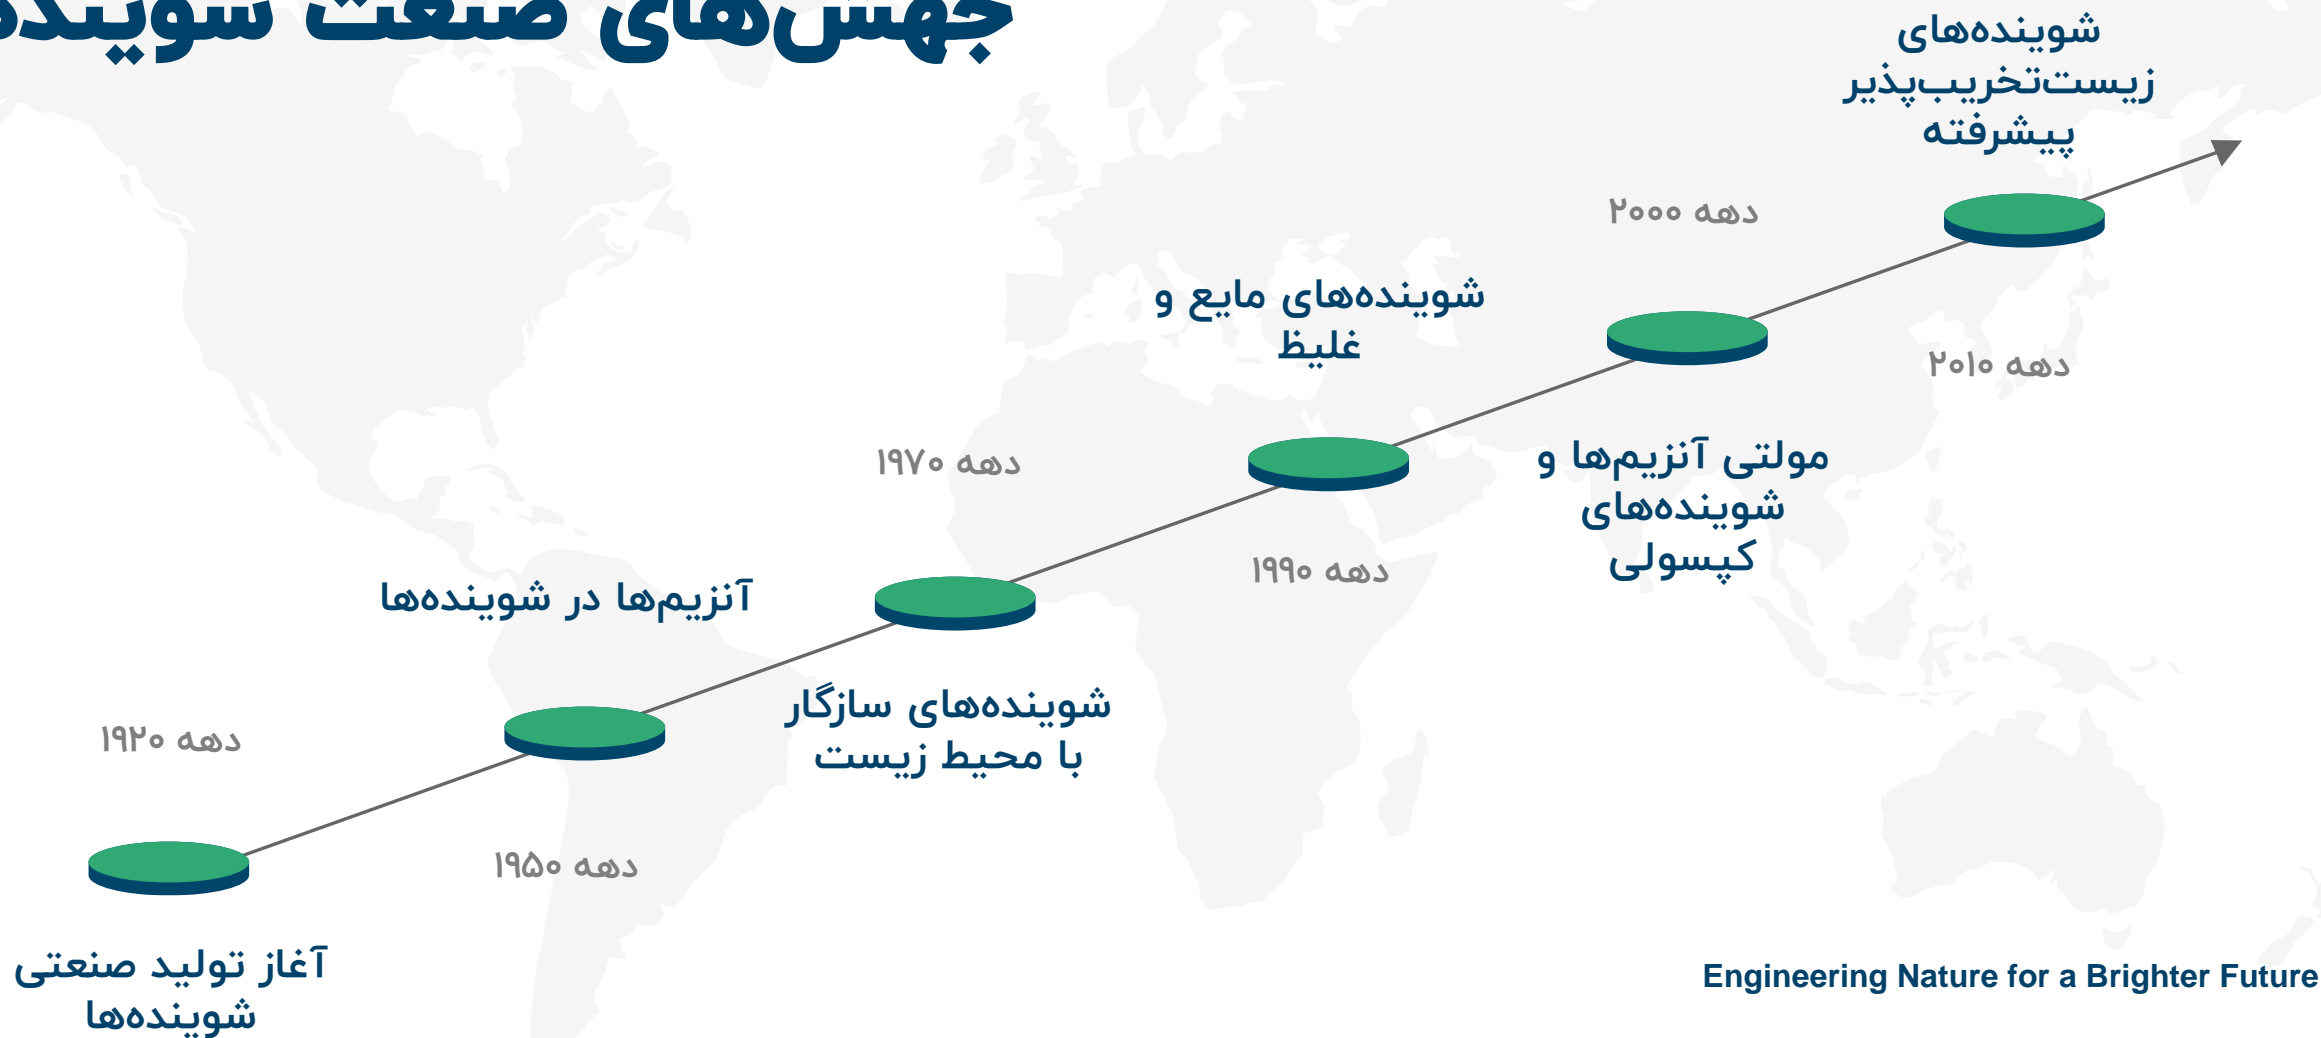 جهش‌های صنعت شوینده
شوینده‌های
زیست‌تخریب‌پذیر
پیشرفته
دهه ۲۰۱۰
دهه ۲۰۰۰
مولتی آنزیم‌ها و
شوینده‌های
کپسولی
شوینده‌های مایع و
غلیظ
دهه ۱۹۹۰
دهه ۱۹۷۰
شوینده‌های سازگار
با محیط زیست
آنزیم‌ها در شوینده‌ها
دهه ۱۹۵۰
دهه ۱۹۲۰
آغاز تولید صنعتی
شوینده‌ها
Engineering Nature for a Brighter Future